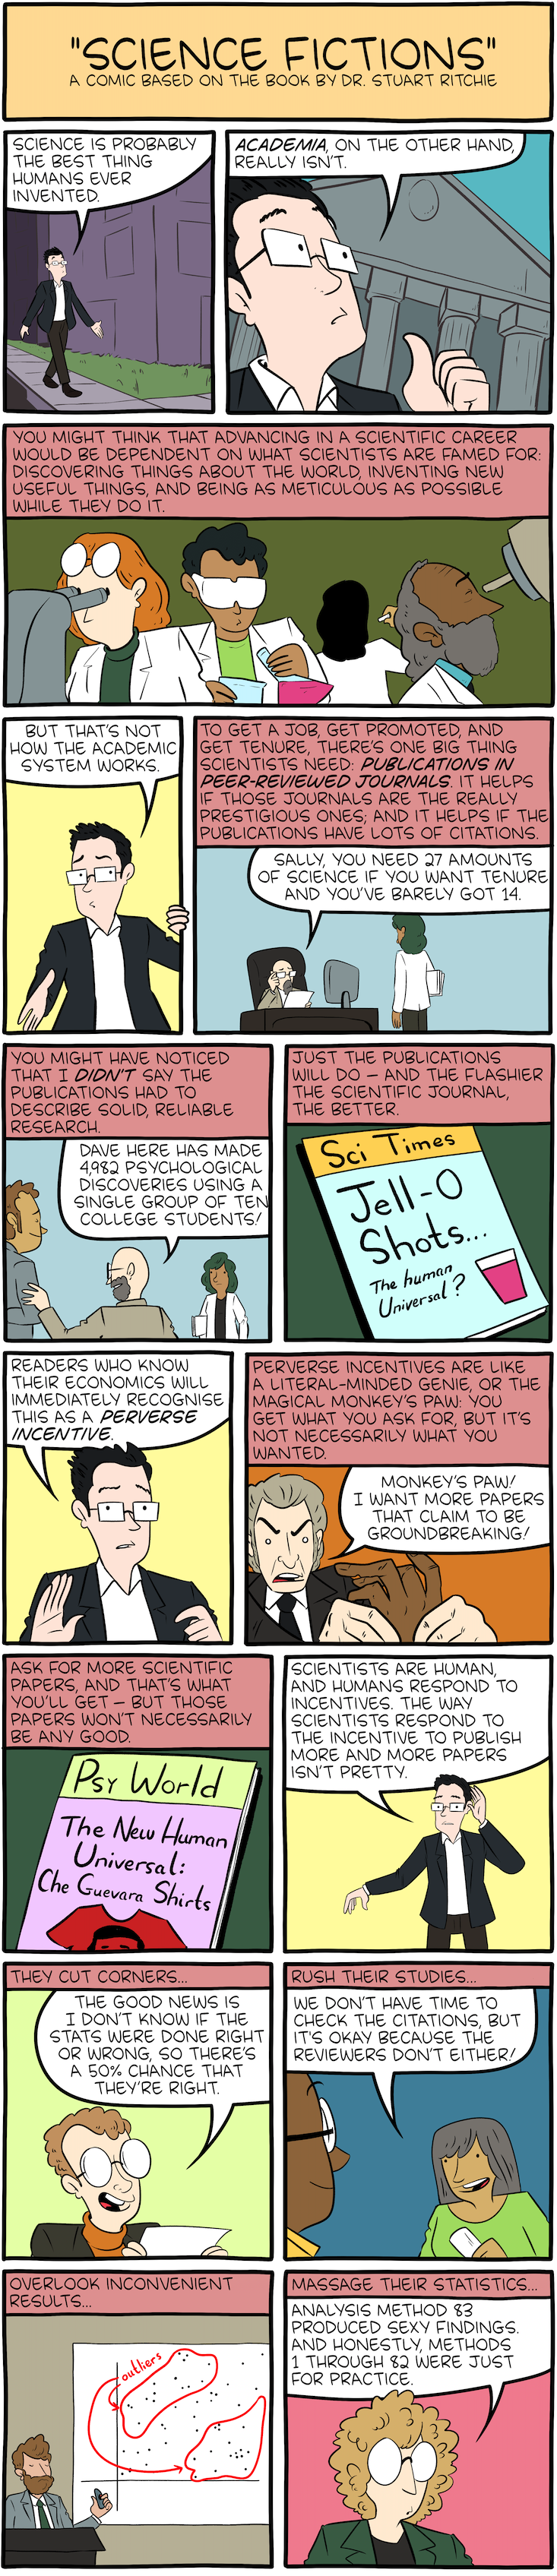 "SCIENCE FICTIONS"
A COMIC BASED ON THE BOOK BY DR. STUART RITCHIE
SCIENCE IS PROBABLY
THE BEST THING
HUMANS EVER
INVENTED.
ACADEMIA, ON THE OTHER HAND,
REALLY ISN'T.
YOU MIGHT THINK THAT ADVANCING IN A SCIENTIFIC CAREER
WOULD BE DEPENDENT ON WHAT SCIENTISTS ARE FAMED FOR:
DISCOVERING THINGS ABOUT THE WORLD, INVENTING NEW
USEFUL THINGS, AND BEING AS METICULOUS AS POSSIBLE
WHILE THEY DO IT.
BUT THAT'S NOT
HOW THE ACADEMIC
SYSTEM WORKS.
TO GET A JOB, GET PROMOTED, AND
GET TENURE, THERE'S ONE BIG THING
SCIENTISTS NEED: PUBLICATIONS IN
PEER-REVIEWED JOURNALS. IT HELPS
IF THOSE JOURNALS ARE THE REALLY
PRESTIGIOUS ONES; AND IT HELPS IF THE
PUBLICATIONS HAVE LOTS OF CITATIONS.
SALLY, YOU NEED 27 AMOUNTS
OF SCIENCE IF YOU WANT TENURE
AND YOU'VE BARELY GOT 14.
YOU MIGHT HAVE NOTICED
THAT I DIDN'T SAY THE
PUBLICATIONS HAD TO
DESCRIBE SOLID, RELIABLE
RESEARCH.
DAVE HERE HAS MADE
4,982 PSYCHOLOGICAL
DISCOVERIES USING A
SINGLE GROUP OF TEN
COLLEGE STUDENTS!
JUST THE PUBLICATIONS
WILL DO – AND THE FLASHIER
THE SCIENTIFIC JOURNAL,
THE BETTER.
Sci Times
Jell-O
Shots...
The human
Universal?
READERS WHO KNOW
THEIR ECONOMICS WILL
IMMEDIATELY RECOGNISE
THIS AS A PERVERSE
INCENTIVE.
PERVERSE INCENTIVES ARE LIKE
A LITERAL-MINDED GENIE, OR THE
MAGICAL MONKEY'S PAW: YOU
GET WHAT YOU ASK FOR, BUT IT'S
NOT NECESSARILY WHAT YOU
WANTED.
MONKEY'S PAW!
I WANT MORE PAPERS
THAT CLAIM TO BE
GROUNDBREAKING!
ASK FOR MORE SCIENTIFIC
PAPERS, AND THAT'S WHAT
YOU'LL GET – BUT THOSE
PAPERS WON'T NECESSARILY
BE ANY GOOD.
Psy World
The New Human
Universal:
Che Guevara Shirts
SCIENTISTS ARE HUMAN,
AND HUMANS RESPOND TO
INCENTIVES. THE WAY
SCIENTISTS RESPOND TO
THE INCENTIVE TO PUBLISH
MORE AND MORE PAPERS
ISN'T PRETTY.
THEY CUT CORNERS...
THE GOOD NEWS IS
I DON'T KNOW IF THE
STATS WERE DONE RIGHT
OR WRONG, SO THERE'S
A 50% CHANCE THAT
THEY'RE RIGHT.
RUSH THEIR STUDIES...
WE DON'T HAVE TIME TO
CHECK THE CITATIONS, BUT
IT'S OKAY BECAUSE THE
REVIEWERS DON'T EITHER!
OVERLOOK INCONVENIENT
RESULTS...
outliers
MASSAGE THEIR STATISTICS...
ANALYSIS METHOD 83
PRODUCED SEXY FINDINGS.
AND HONESTLY, METHODS
1 THROUGH 82 WERE JUST
FOR PRACTICE.